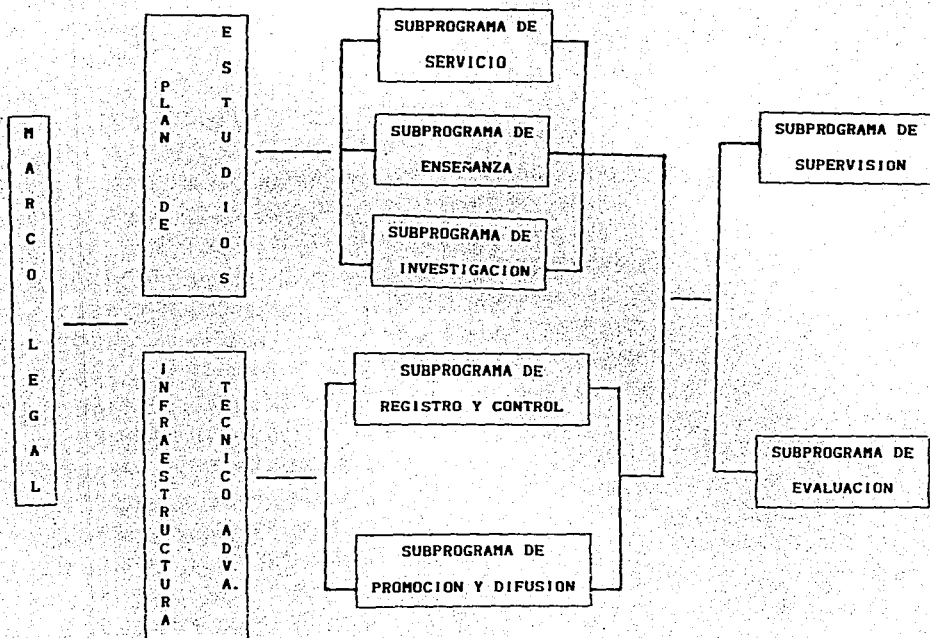 MARCO LEGAL
PLAN DE
ESTUDIOS
SUBPROGRAMA DE
SERVICIO
SUBPROGRAMA DE
ENSEÑANZA
SUBPROGRAMA DE
INVESTIGACION
INFRAESTRUCTURA
TECNICO ADVA.
SUBPROGRAMA DE
REGISTRO Y CONTROL
SUBPROGRAMA DE
PROMOCION Y DIFUSION
SUBPROGRAMA DE
SUPERVISION
SUBPROGRAMA DE
EVALUACION